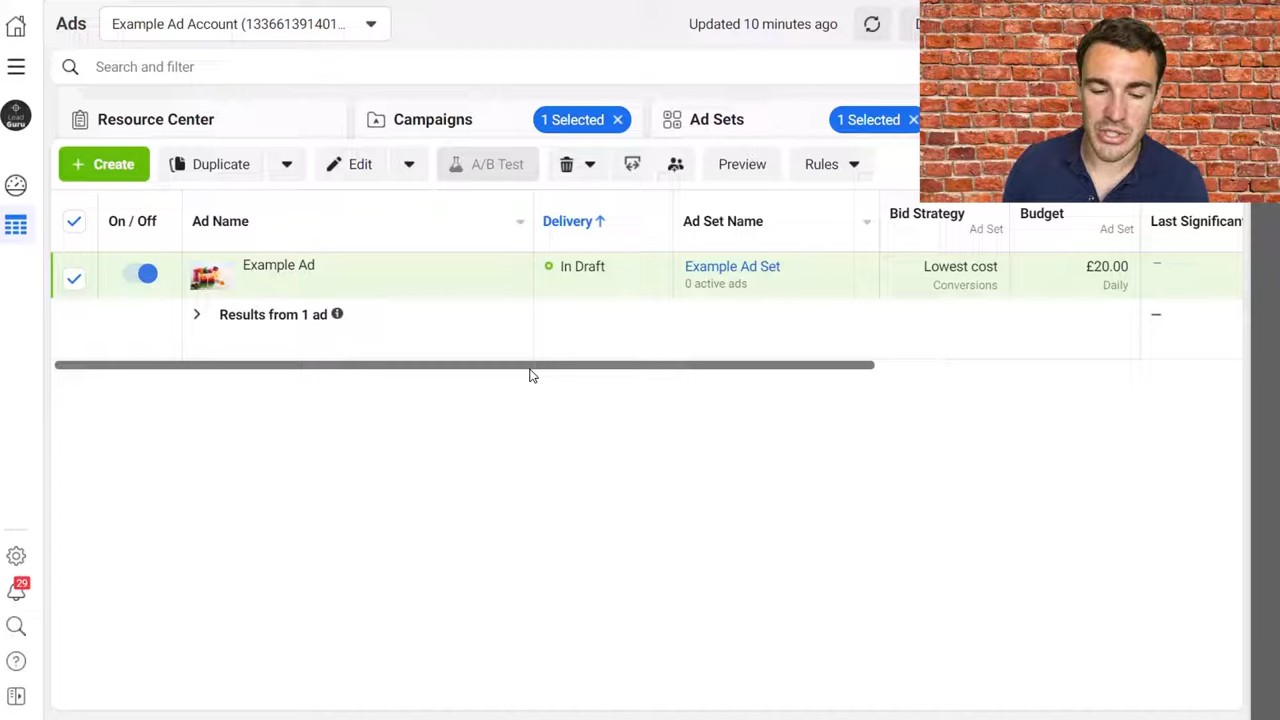 Ads
Example Ad Account (133661391401...
Updated 10 minutes ago
Search and filter
Lead
Guru
Resource Center
Campaigns
1 Selected
Ad Sets
1 Selected
+ Create
Duplicate
Edit
A/B Test
Preview
Rules
On / Off
Ad Name
Delivery ↑
Ad Set Name
Bid Strategy
Ad Set
Budget
Ad Set
Last Significan
Example Ad
In Draft
Example Ad Set
0 active ads
Lowest cost
Conversions
£20.00
Daily
—
Results from 1 ad
—
29